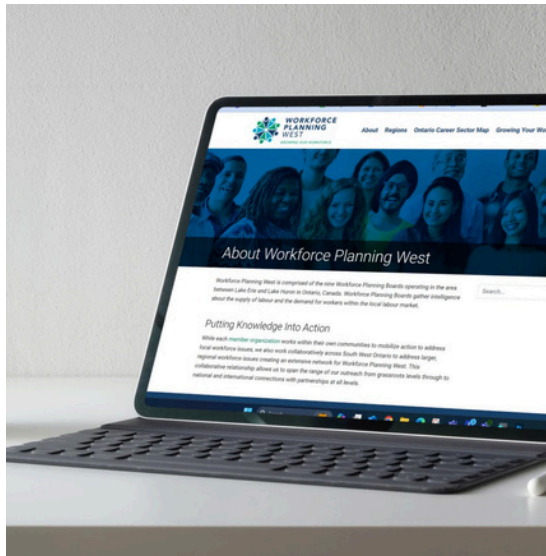 WORKFORCE
PLANNING
WEST
GROWING OUR WORKFORCE
About Regions Ontario Career Sector Map Growing Your
About Workforce Planning West
Workforce Planning West is comprised of the nine Workforce Planning Boards operating in the area
between Lake Erie and Lake Huron in Ontario, Canada. Workforce Planning Boards gather intelligence
about the supply of labour and the demand for workers within the local labour market.
Search...
Putting Knowledge Into Action
While each member organization works within their own communities to mobilize action to address
local workforce issues, we also work collaboratively across South West Ontario to address larger,
regional workforce issues creating an extensive network for Workforce Planning West. This
collaborative relationship allows us to span the range of our outreach from grassroots levels through to
national and international connections with partnerships at all levels.